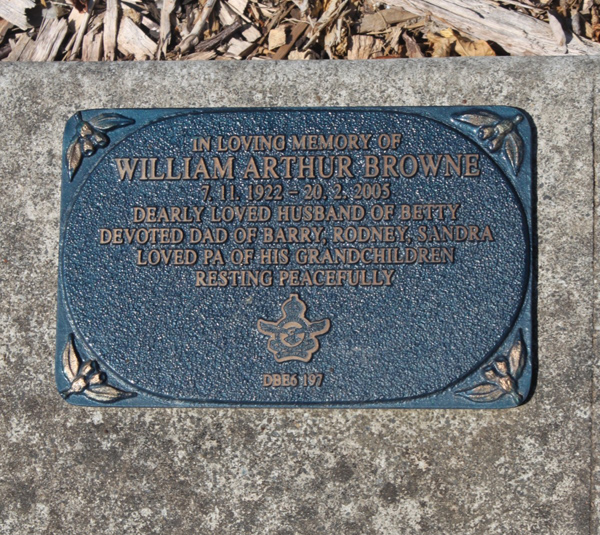 IN LOVING MEMORY OF
WILLIAM ARTHUR BROWNE
7. 11. 1922 – 20. 2. 2005
DEARLY LOVED HUSBAND OF BETTY
DEVOTED DAD OF BARRY, RODNEY, SANDRA
LOVED PA OF HIS GRANDCHILDREN
RESTING PEACEFULLY
DBE6 197